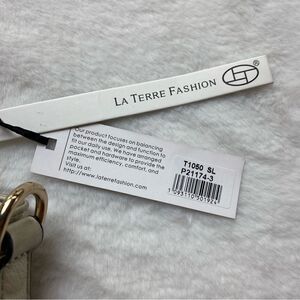 LA TERRE FASHION
®
Our product focuses on balancing
between the design and function to
fit our daily use. We have arranged
pocket and hardware to provide the
maximum efficiency, comfort, and
style.
Visit us at:
http://www.laterrefashion.com
T1050 SL
P21174-3